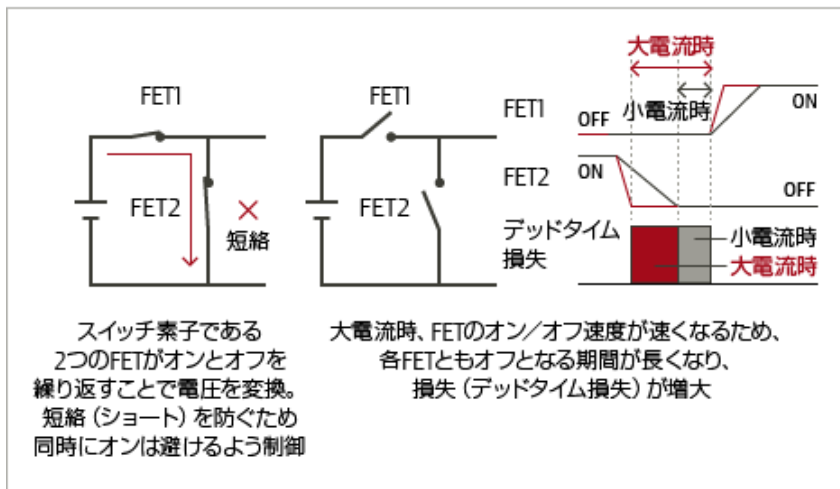 FET1
FET2
短絡
FET1
FET2
大電流時
小電流時
FET1
OFF
ON
FET2
ON
OFF
デッドタイム
損失
小電流時
大電流時
スイッチ素子である
2つのFETがオンとオフを
繰り返すことで電圧を変換。
短絡（ショート）を防ぐため
同時にオンは避けるよう制御
大電流時、FETのオン／オフ速度が速くなるため、
各FETともオフとなる期間が長くなり、
損失（デッドタイム損失）が増大